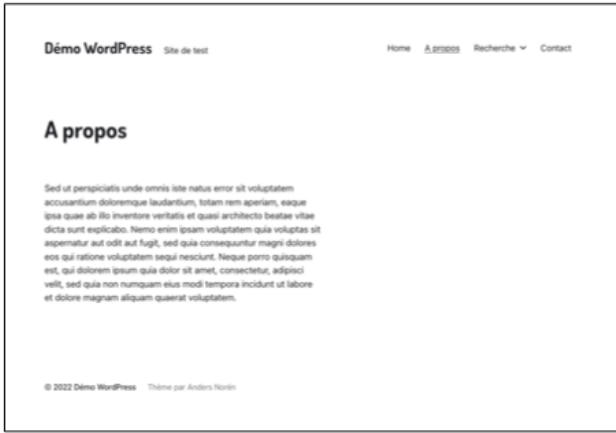 Démo WordPress Site de test Home A propos Recherche Contact
A propos
Sed ut perspiciatis unde omnis iste natus error sit voluptatem
accusantium doloremque laudantium, totam rem aperiam, eaque
ipsa quae ab illo inventore veritatis et quasi architecto beatae vitae
dicta sunt explicabo. Nemo enim ipsam voluptatem quia voluptas sit
aspernatur aut odit aut fugit, sed quia consequuntur magni dolores
eos qui ratione voluptatem sequi nesciunt. Neque porro quisquam
est, qui dolorem ipsum quia dolor sit amet, consectetur, adipisci
velit, sed quia non numquam eius modi tempora incidunt ut labore
et dolore magnam aliquam quaerat voluptatem.
© 2022 Démo WordPress Thème par Anders Norén